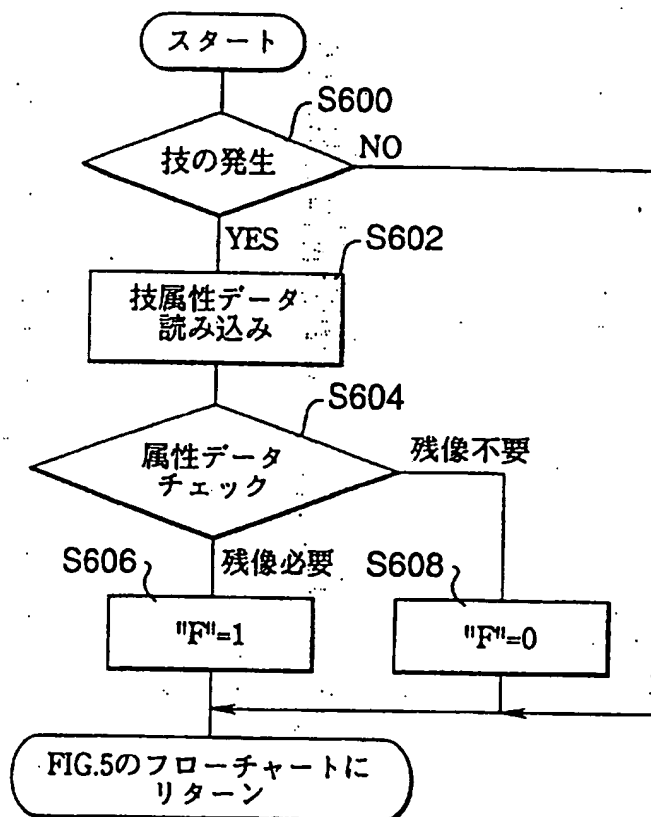 スタート
S600
技の発生
NO
YES
S602
技属性データ
読み込み
S604
属性データ
チェック
残像不要
S606
残像必要
S608
"F"=1
"F"=0
FIG.5のフローチャートに
リターン